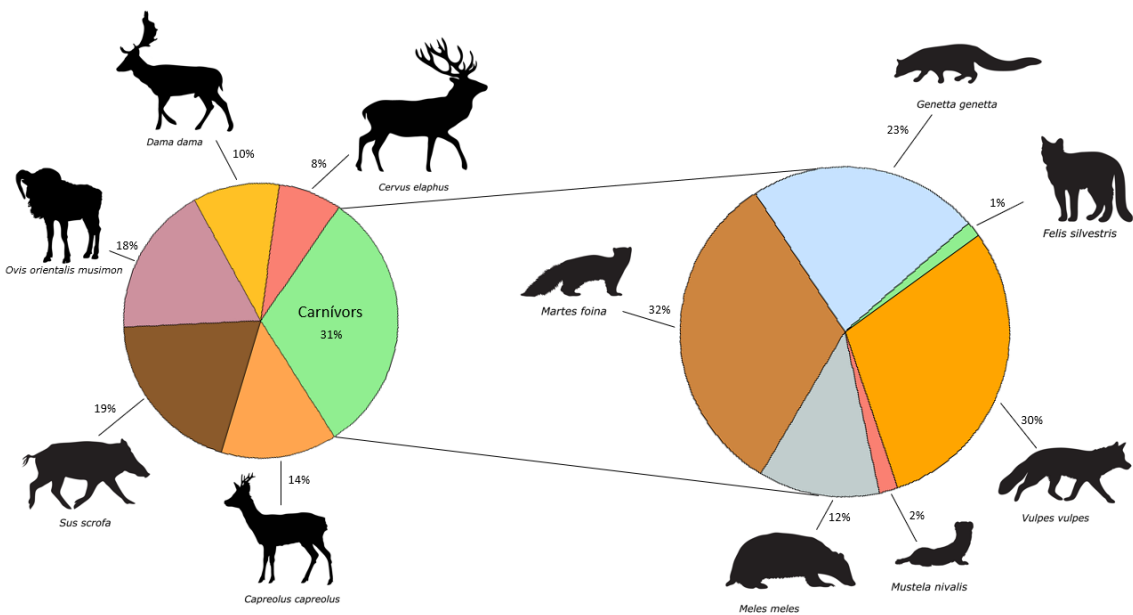 Dama dama
10%
8%
Cervus elaphus
18%
Ovis orientalis musimon
Carnívors
31%
19%
Sus scrofa
14%
Capreolus capreolus
Genetta genetta
23%
1%
Felis silvestris
Martes foina
32%
30%
Vulpes vulpes
12%
2%
Mustela nivalis
Meles meles